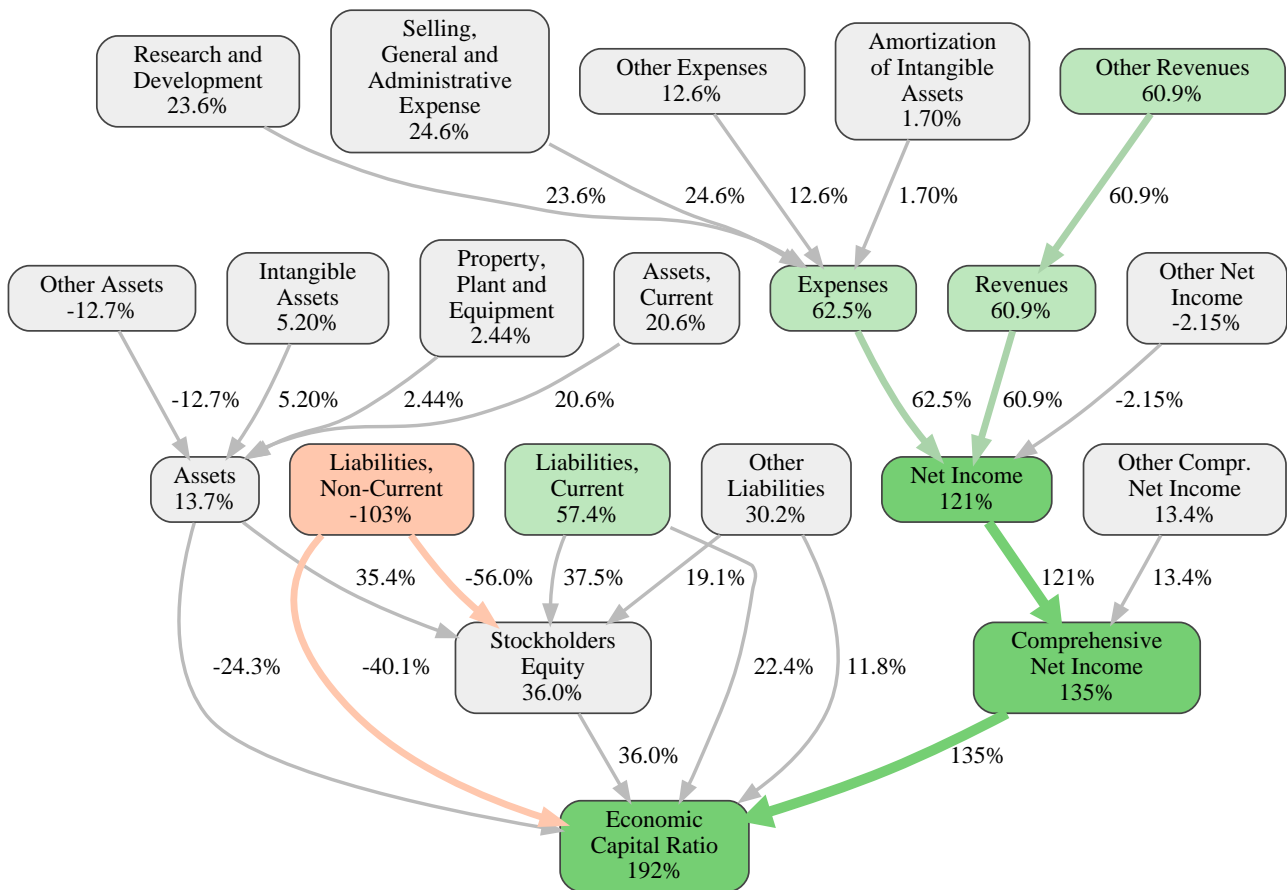 Research and
Development
23.6%
Selling,
General and
Administrative
Expense
24.6%
Other Expenses
12.6%
Amortization
of Intangible
Assets
1.70%
Other Revenues
60.9%
23.6%
24.6%
12.6%
1.70%
60.9%
Other Assets
-12.7%
Intangible
Assets
5.20%
Property,
Plant and
Equipment
2.44%
Assets,
Current
20.6%
Expenses
62.5%
Revenues
60.9%
Other Net
Income
-2.15%
-12.7%
5.20%
2.44%
20.6%
62.5%
60.9%
-2.15%
Assets
13.7%
Liabilities,
Non-Current
-103%
Liabilities,
Current
57.4%
Other
Liabilities
30.2%
Net Income
121%
Other Compr.
Net Income
13.4%
35.4%
-56.0%
37.5%
19.1%
121%
13.4%
-24.3%
-40.1%
Stockholders
Equity
36.0%
22.4%
11.8%
Comprehensive
Net Income
135%
36.0%
135%
Economic
Capital Ratio
192%